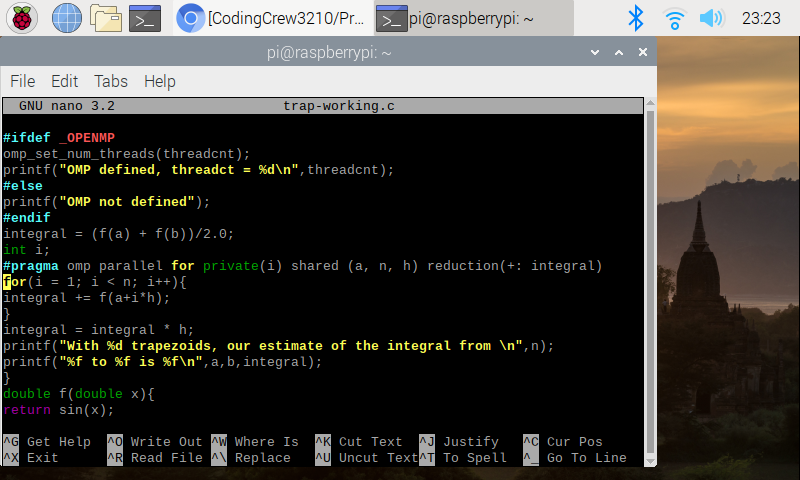 [CodingCrew3210/Pr... pi@raspberrypi: ~ 23:23
pi@raspberrypi: ~
File Edit Tabs Help
GNU nano 3.2 trap-working.c
#ifdef _OPENMP
omp_set_num_threads(threadcnt);
printf("OMP defined, threadct = %d\n",threadcnt);
#else
printf("OMP not defined");
#endif
integral = (f(a) + f(b))/2.0;
int i;
#pragma omp parallel for private(i) shared (a, n, h) reduction(+: integral)
for(i = 1; i < n; i++){
integral += f(a+i*h);
}
integral = integral * h;
printf("With %d trapezoids, our estimate of the integral from \n",n);
printf("%f to %f is %f\n",a,b,integral);
}
double f(double x){
return sin(x);
^G Get Help ^O Write Out ^W Where Is ^K Cut Text ^J Justify ^C Cur Pos
^X Exit ^R Read File ^\ Replace ^U Uncut Text ^T To Spell ^_ Go To Line